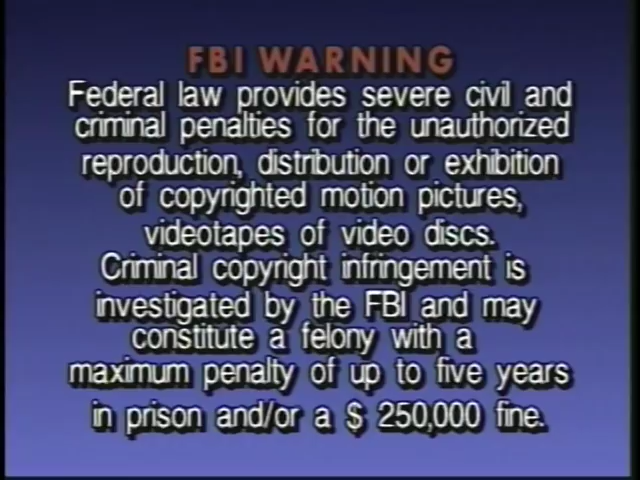 FBI WARNING
Federal law provides severe civil and
criminal penalties for the unauthorized
reproduction, distribution or exhibition
of copyrighted motion pictures,
videotapes of video discs.
Criminal copyright infringement is
investigated by the FBI and may
constitute a felony with a
maximum penalty of up to five years
in prison and/or a $ 250,000 fine.